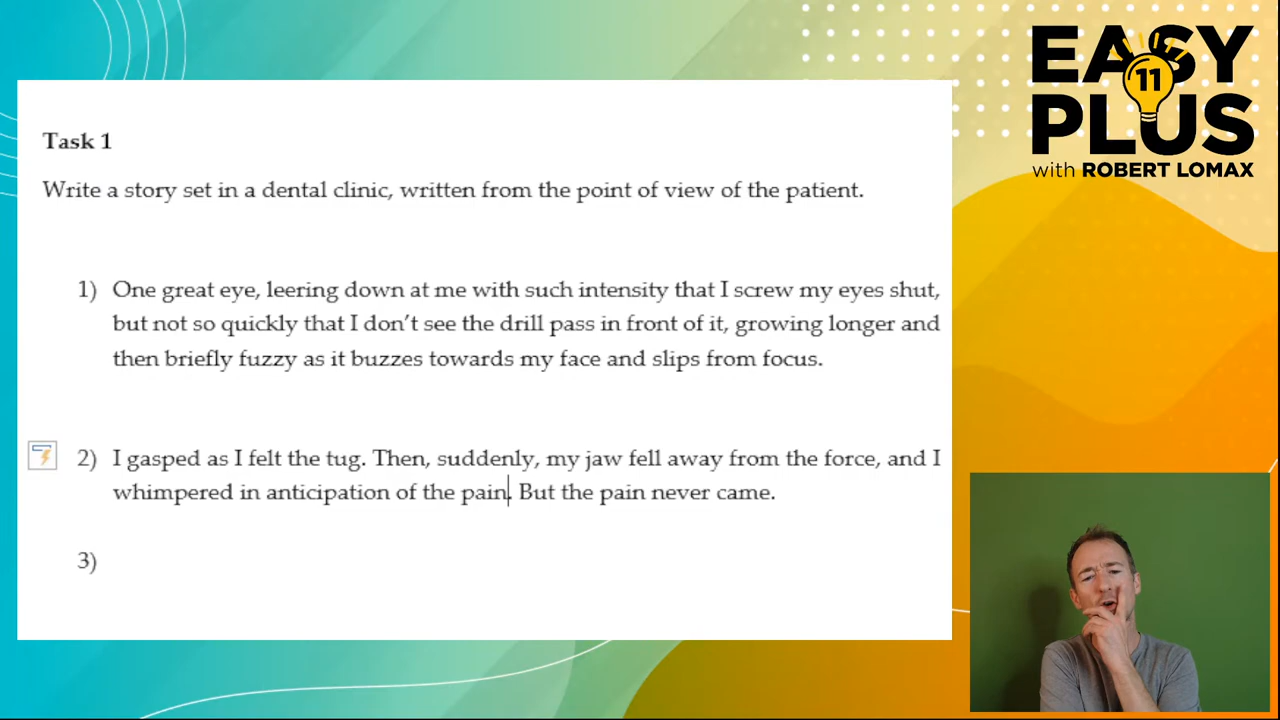 EASY
11
PLUS
with ROBERT LOMAX
Task 1
Write a story set in a dental clinic, written from the point of view of the patient.
1) One great eye, leering down at me with such intensity that I screw my eyes shut,
but not so quickly that I don't see the drill pass in front of it, growing longer and
then briefly fuzzy as it buzzes towards my face and slips from focus.
2) I gasped as I felt the tug. Then, suddenly, my jaw fell away from the force, and I
whimpered in anticipation of the pain. But the pain never came.
3)